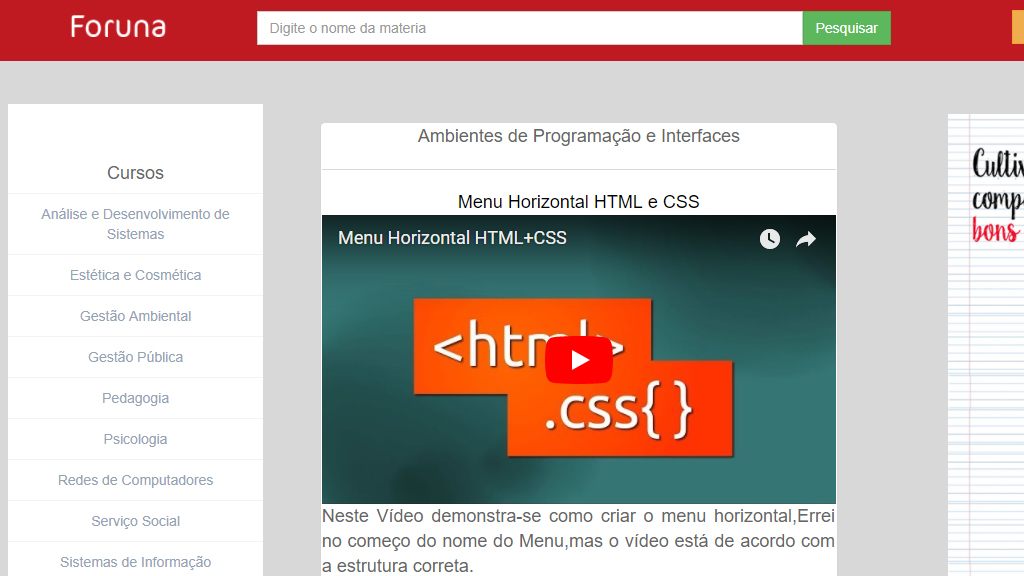 Foruna
Digite o nome da materia
Pesquisar
Cursos
Análise e Desenvolvimento de
Sistemas
Estética e Cosmética
Gestão Ambiental
Gestão Pública
Pedagogia
Psicologia
Redes de Computadores
Serviço Social
Sistemas de Informação
Ambientes de Programação e Interfaces
Menu Horizontal HTML e CSS
Menu Horizontal HTML+CSS
<html>
.css{ }
Neste Vídeo demonstra-se como criar o menu horizontal,Errei
no começo do nome do Menu,mas o vídeo está de acordo com
a estrutura correta.
bons